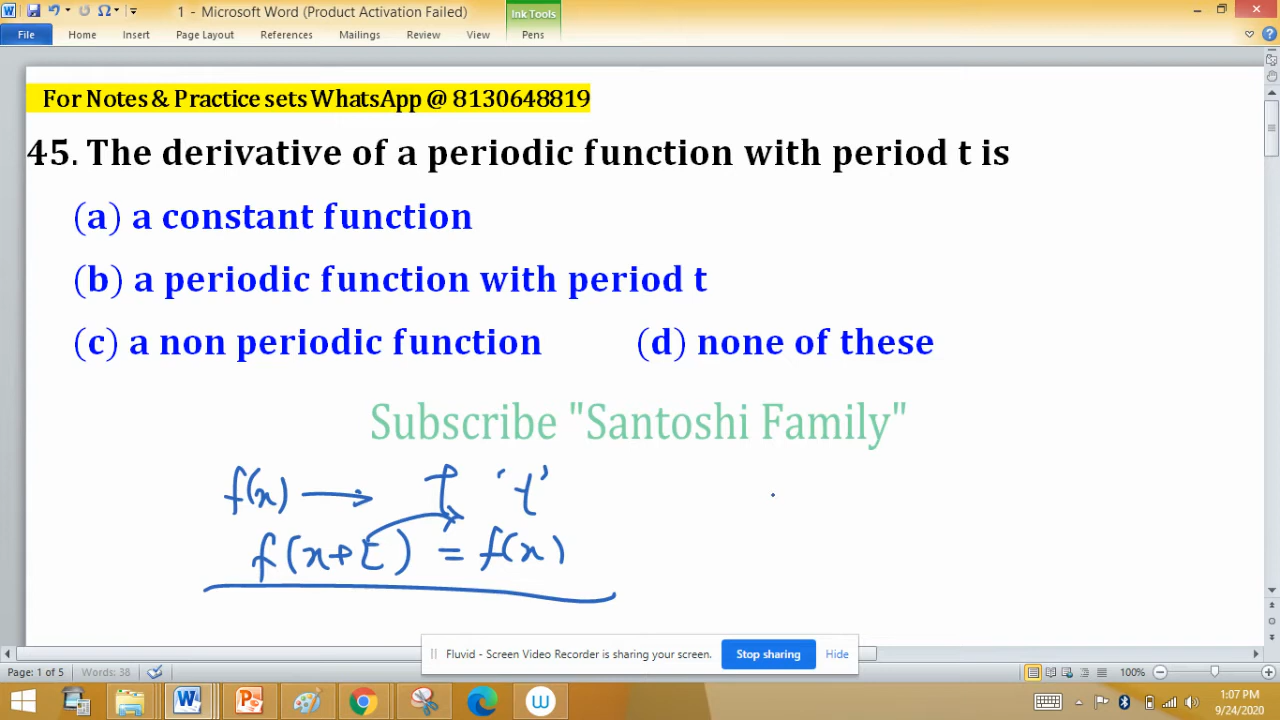 1 - Microsoft Word (Product Activation Failed)
Ink Tools
File Home Insert Page Layout References Mailings Review View Pens
For Notes & Practice sets WhatsApp @ 8130648819
45. The derivative of a periodic function with period t is
(a) a constant function
(b) a periodic function with period t
(c) a non periodic function (d) none of these
Subscribe "Santoshi Family"
f(x) → P 't'
f(x+t) = f(x)
Fluvid - Screen Video Recorder is sharing your screen. Stop sharing Hide
Page: 1 of 5 Words: 38 100%
1:07 PM
9/24/2020